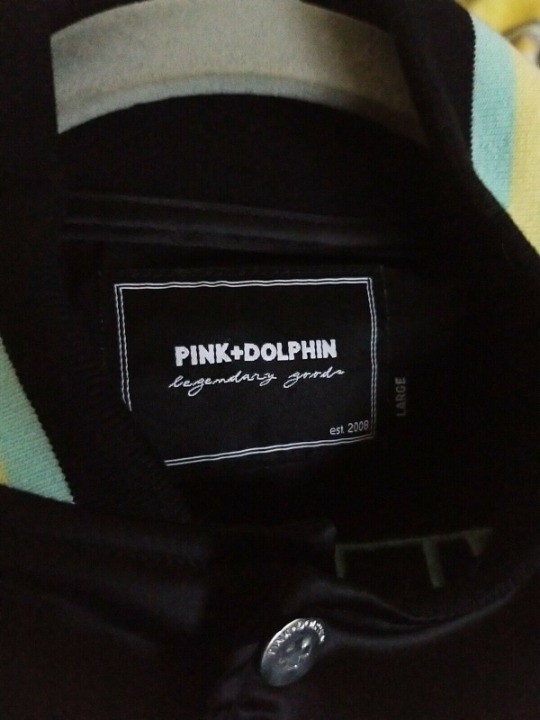 PINK+DOLPHIN
legendary goods
est. 2008
LARGE